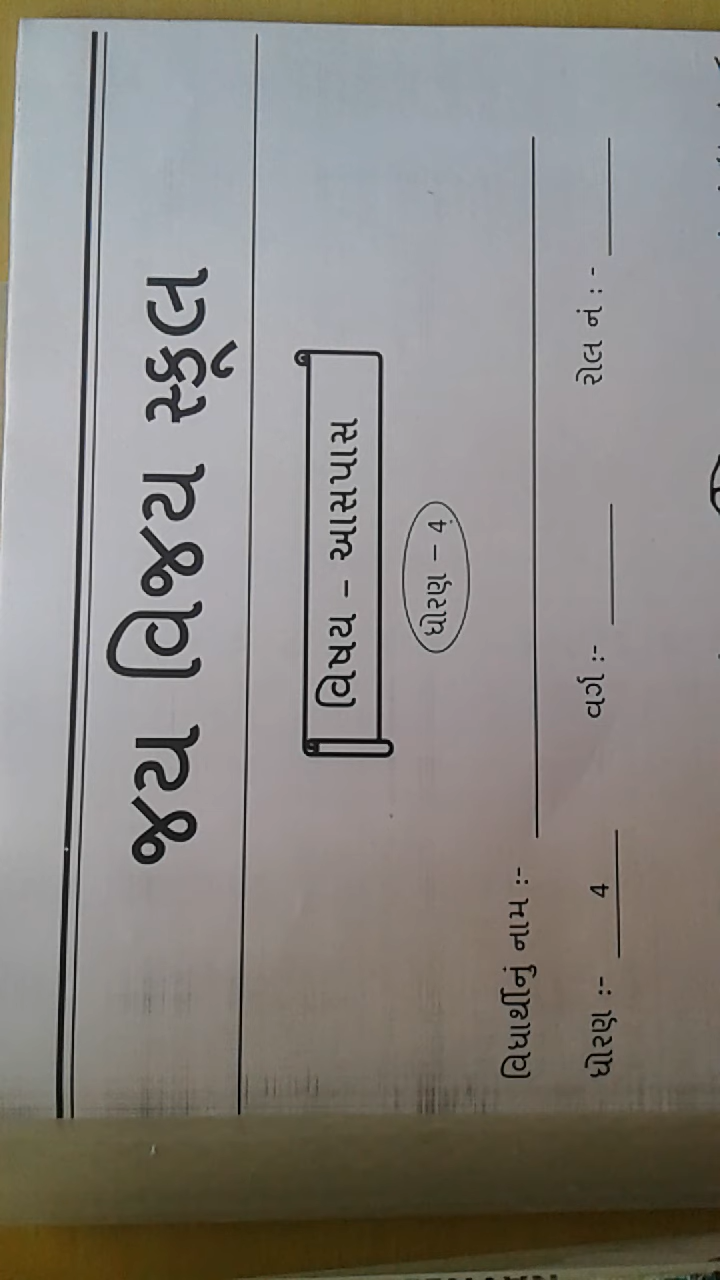 જય વિજય સ્કૂલ
વિષય - આસપાસ
ધોરણ - 4
વિધાર્થીનું નામ :-
ધોરણ :- 4 વર્ગ :- રોલ નં : -